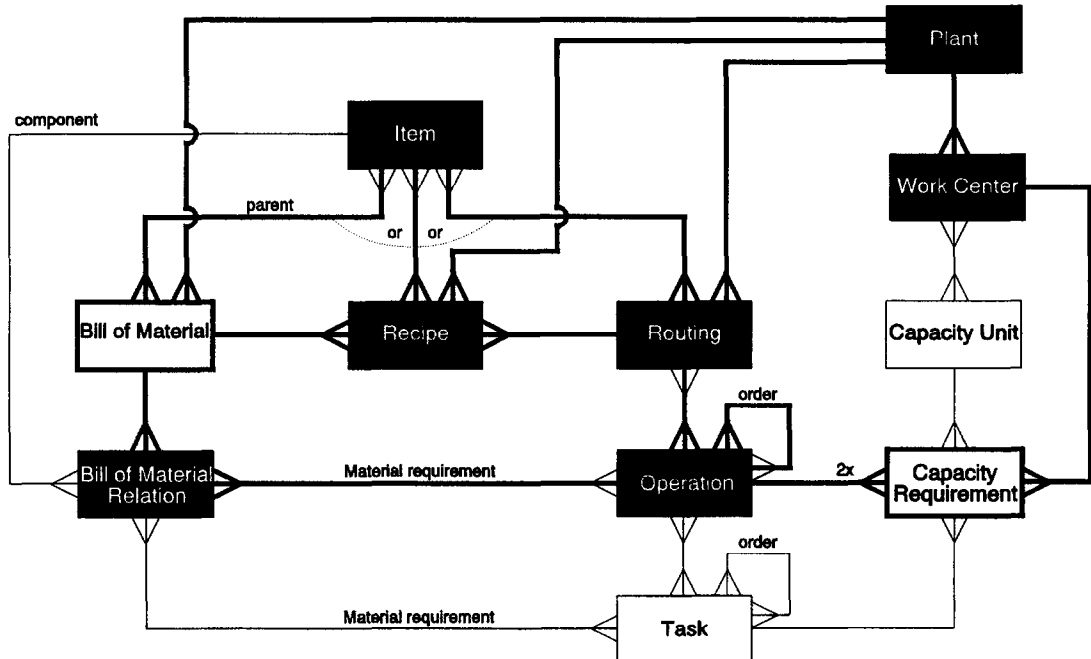 Plant
component
Item
Work Center
parent
or
or
Bill of Material
Recipe
Routing
Capacity Unit
order
Bill of Material
Relation
Material requirement
Operation
2x
Capacity
Requirement
order
Material requirement
Task